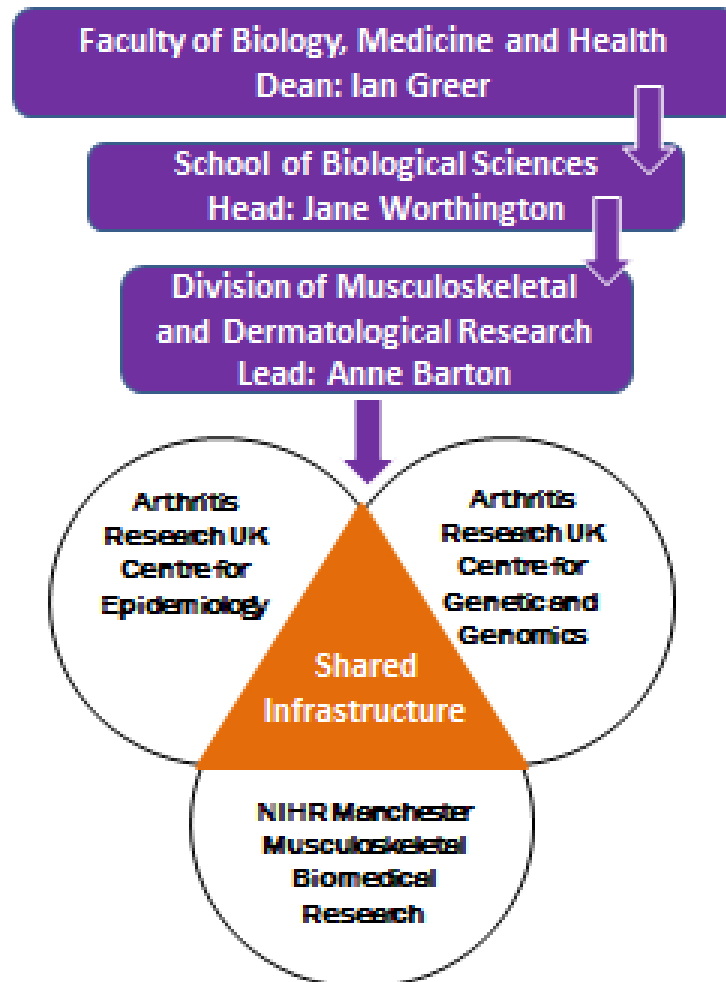 Faculty of Biology, Medicine and Health
Dean: Ian Greer
School of Biological Sciences
Head: Jane Worthington
Division of Musculoskeletal
and Dermatological Research
Lead: Anne Barton
Arthritis
Research UK
Centre for
Epidemiology
Arthritis
Research UK
Centre for
Genetic and
Genomics
Shared
Infrastructure
NIHR Manchester
Musculoskeletal
Biomedical
Research